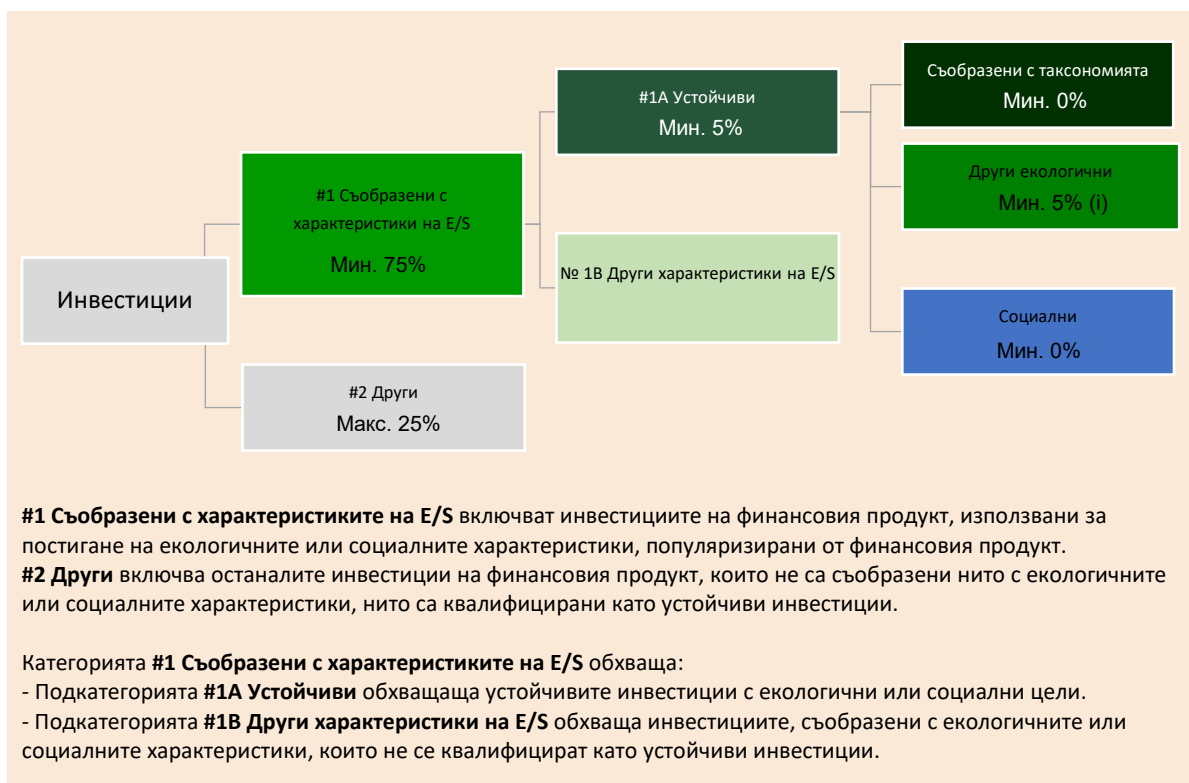 Съобразени с таксономията
Мин. 0%
#1A Устойчиви
Мин. 5%
Други екологични
Мин. 5% (i)
#1 Съобразени с
характеристики на E/S
Мин. 75%
№ 1B Други характеристики на E/S
Инвестиции
Социални
Мин. 0%
#2 Други
Макс. 25%
#1 Съобразени с характеристиките на E/S включват инвестициите на финансовия продукт, използвани за
постигане на екологичните или социалните характеристики, популяризирани от финансовия продукт.
#2 Други включва останалите инвестиции на финансовия продукт, които не са съобразени нито с екологичните
или социалните характеристики, нито са квалифицирани като устойчиви инвестиции.
Категорията #1 Съобразени с характеристиките на E/S обхваща:
- Подкатегорията #1A Устойчиви обхващаща устойчивите инвестиции с екологични или социални цели.
- Подкатегорията #1B Други характеристики на E/S обхваща инвестициите, съобразени с екологичните или
социалните характеристики, които не се квалифицират като устойчиви инвестиции.